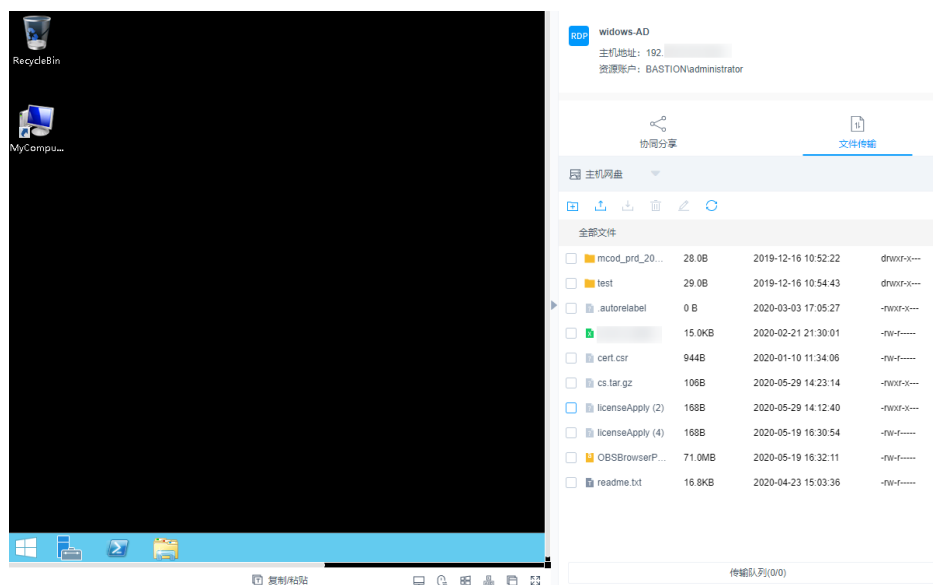 RecycleBin
MyCompu...
RDP
widows-AD
主机地址：192.
资源账户：BASTION\administrator
协同分享
文件传输
主机网盘
全部文件
mcod_prd_20... 28.0B 2019-12-16 10:52:22 drwxr-x---
test 29.0B 2019-12-16 10:54:43 drwxr-x---
.autorelabel 0 B 2020-03-03 17:05:27 -rwxr-x---
15.0KB 2020-02-21 21:30:01 -rw-r-----
cert.csr 944B 2020-01-10 11:34:06 -rw-r-----
cs.tar.gz 106B 2020-05-29 14:23:14 -rwxr-x---
licenseApply (2) 168B 2020-05-29 14:12:40 -rwxr-x---
licenseApply (4) 168B 2020-05-19 16:30:54 -rw-r-----
OBSBrowserP... 71.0MB 2020-05-19 16:32:11 -rw-r-----
readme.txt 16.8KB 2020-04-23 15:03:36 -rw-r-----
复制/粘贴
传输队列(0/0)